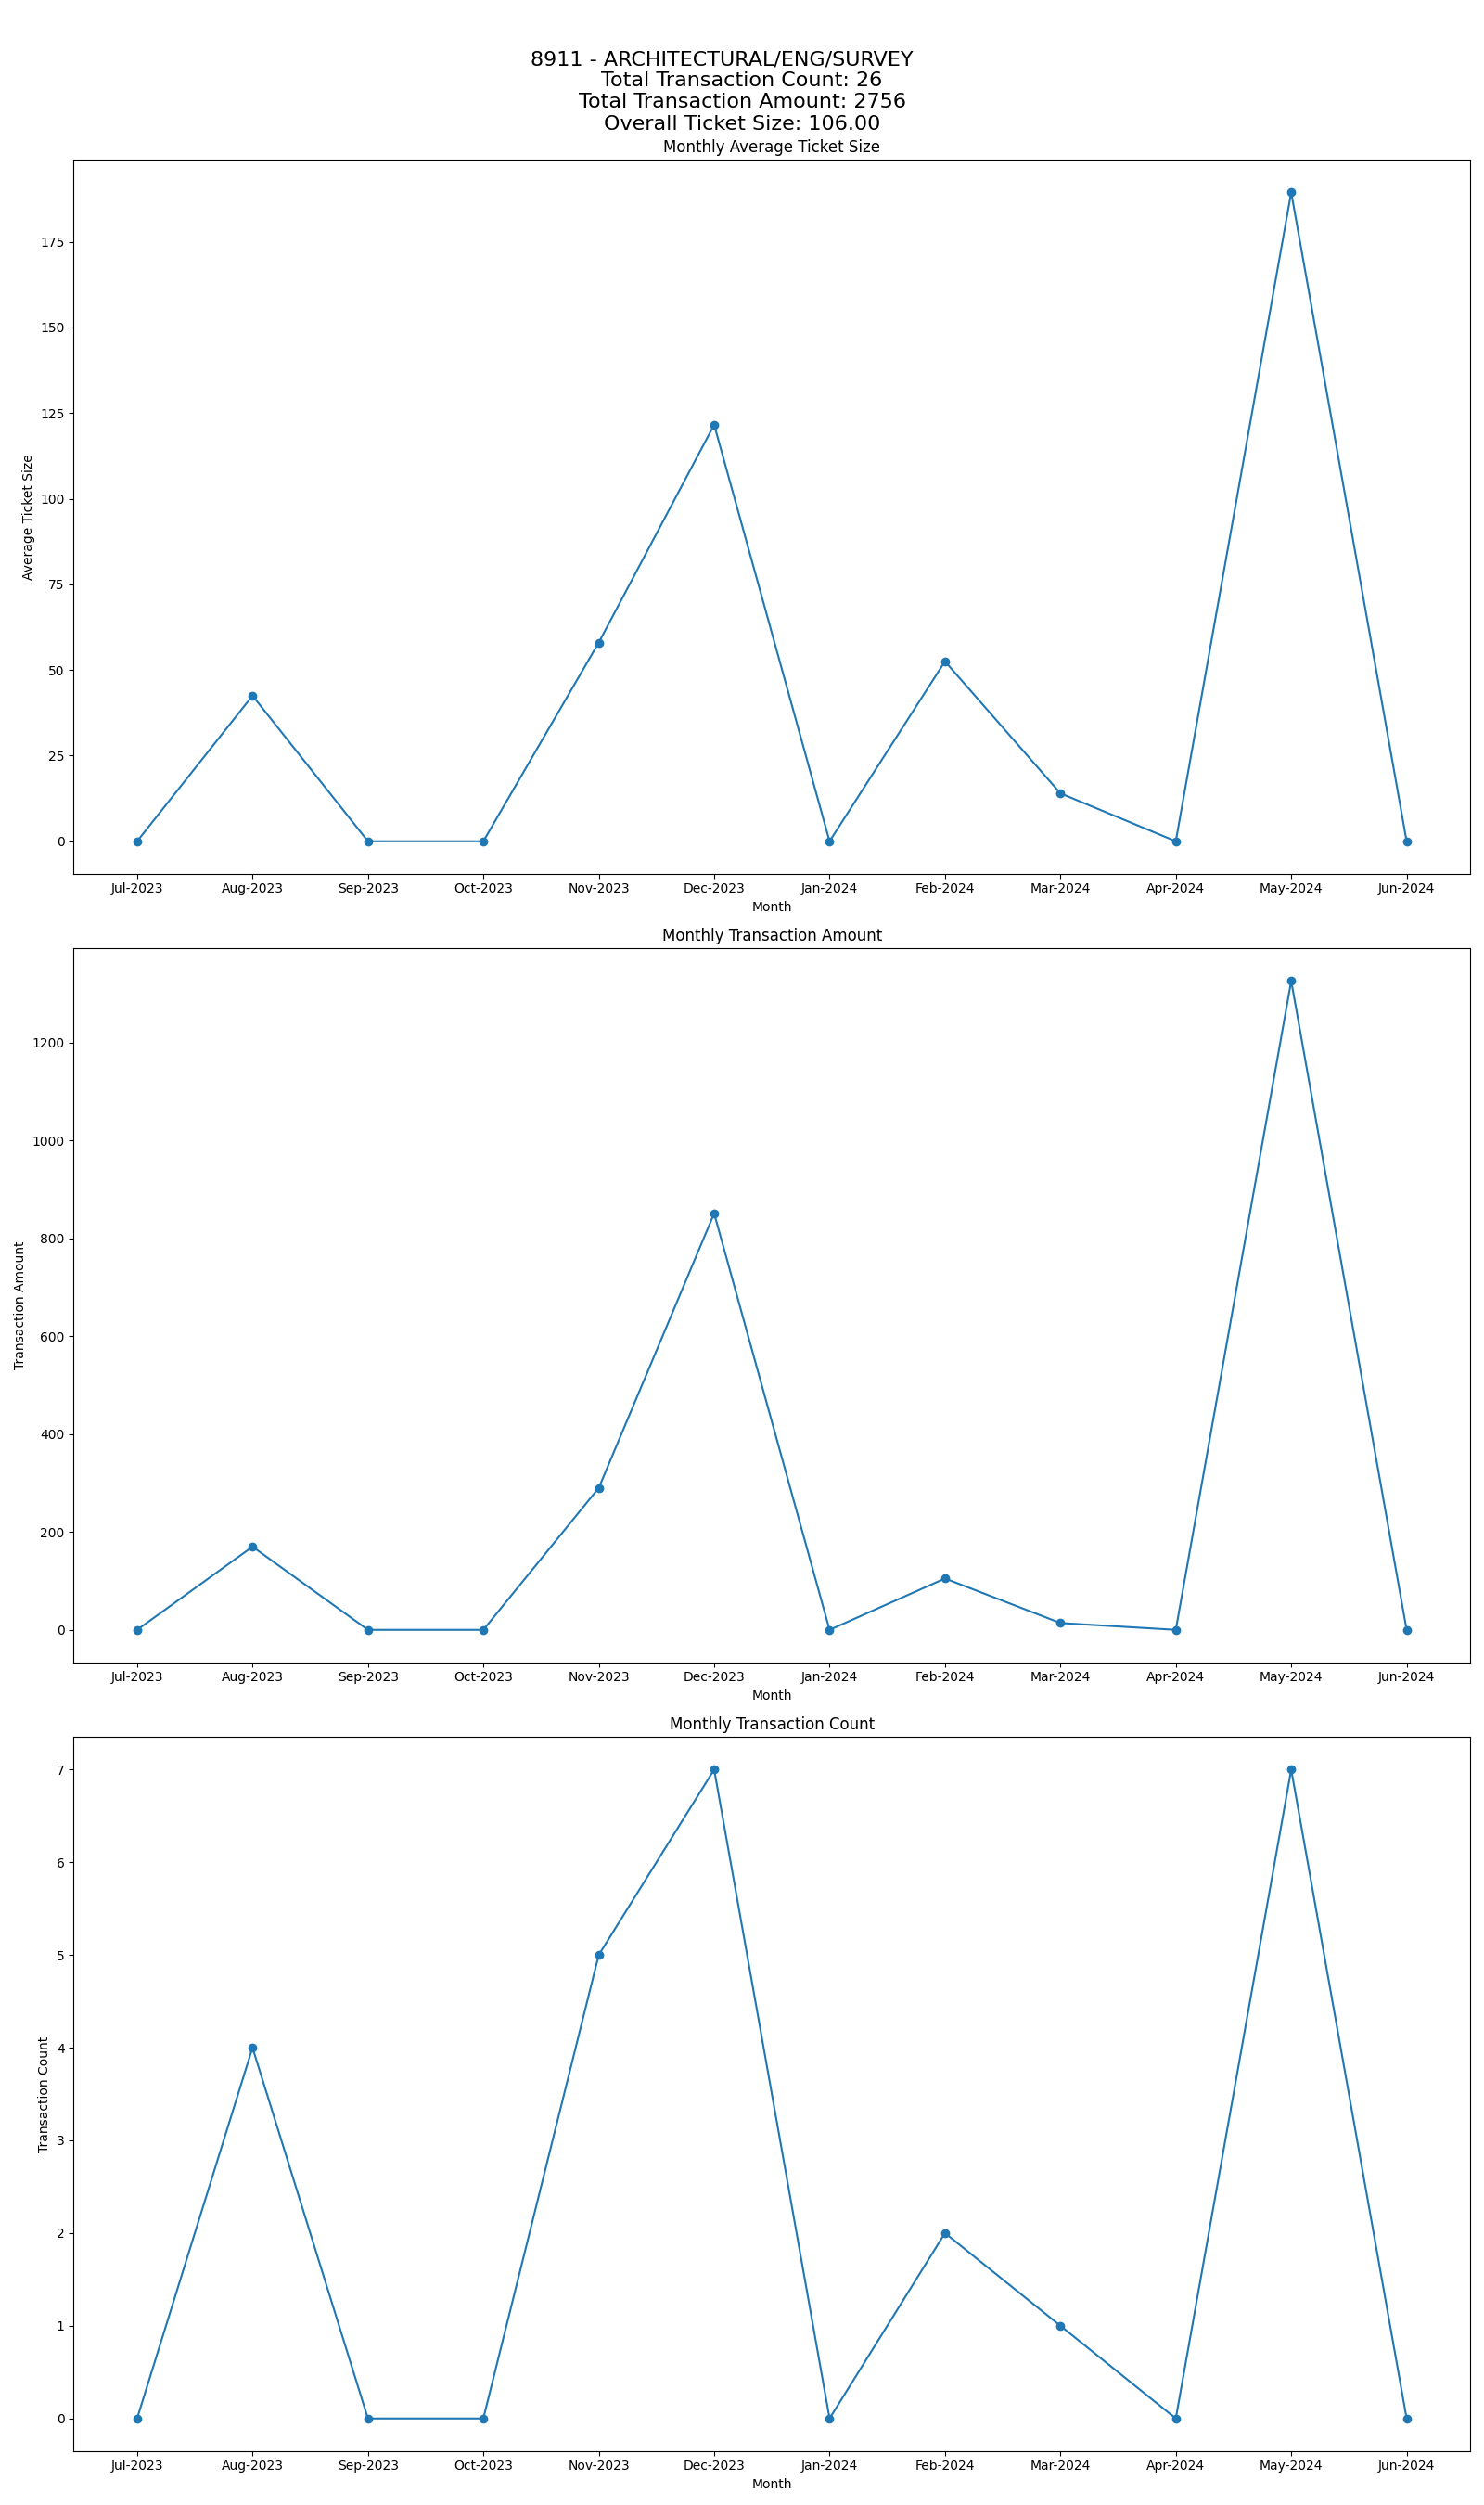 8911 - ARCHITECTURAL/ENG/SURVEY
Total Transaction Count: 26
Total Transaction Amount: 2756
Overall Ticket Size: 106.00
Monthly Average Ticket Size
175
150
125
100
75
50
25
0
Average Ticket Size
Jul-2023 Aug-2023 Sep-2023 Oct-2023 Nov-2023 Dec-2023 Jan-2024 Feb-2024 Mar-2024 Apr-2024 May-2024 Jun-2024
Month
Monthly Transaction Amount
1200
1000
800
600
400
200
0
Transaction Amount
Jul-2023 Aug-2023 Sep-2023 Oct-2023 Nov-2023 Dec-2023 Jan-2024 Feb-2024 Mar-2024 Apr-2024 May-2024 Jun-2024
Month
Monthly Transaction Count
7
6
5
4
3
2
1
0
Transaction Count
Jul-2023 Aug-2023 Sep-2023 Oct-2023 Nov-2023 Dec-2023 Jan-2024 Feb-2024 Mar-2024 Apr-2024 May-2024 Jun-2024
Month